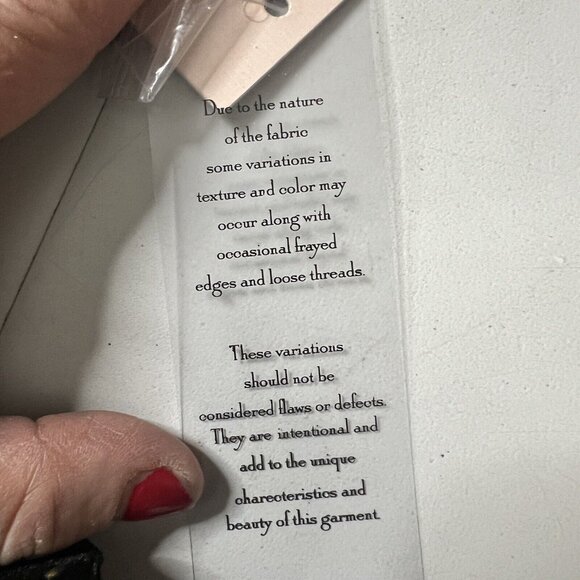 Due to the nature
of the fabric
some variations in
texture and color may
occur along with
occasional frayed
edges and loose threads.
These variations
should not be
considered flaws or defects.
They are intentional and
add to the unique
charecteristics and
beauty of this garment.